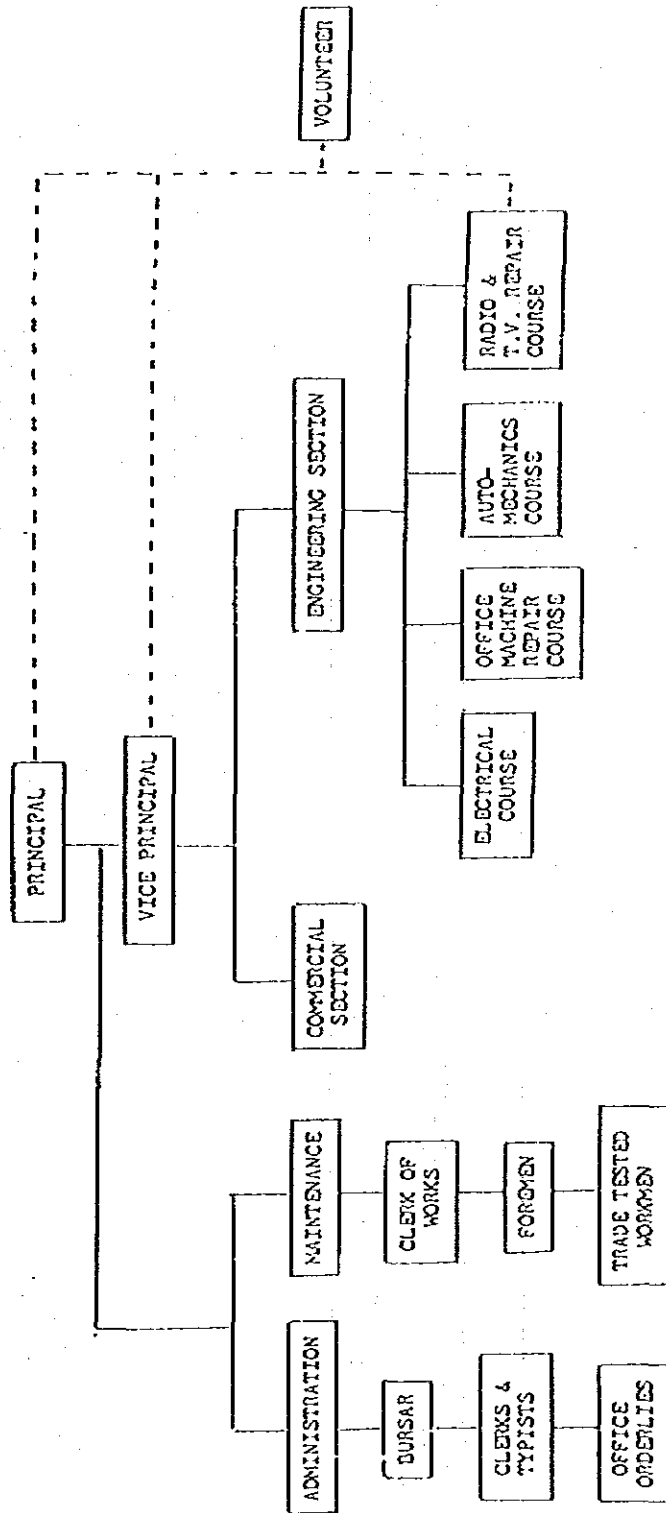 PRINCIPAL
VICE PRINCIPAL
VOLUNTEER
ADMINISTRATION
MAINTENANCE
COMMERCIAL
SECTION
ENGINEERING SECTION
BURSAR
CLERK OF
WORKS
CLERKS &
TYPISTS
FOREMEN
ELECTRICAL
COURSE
OFFICE
MACHINE
REPAIR
COURSE
AUTO-
MECHANICS
COURSE
RADIO &
T.V. REPAIR
COURSE
OFFICE
ORDERLIES
TRADE TESTED
WORKMEN